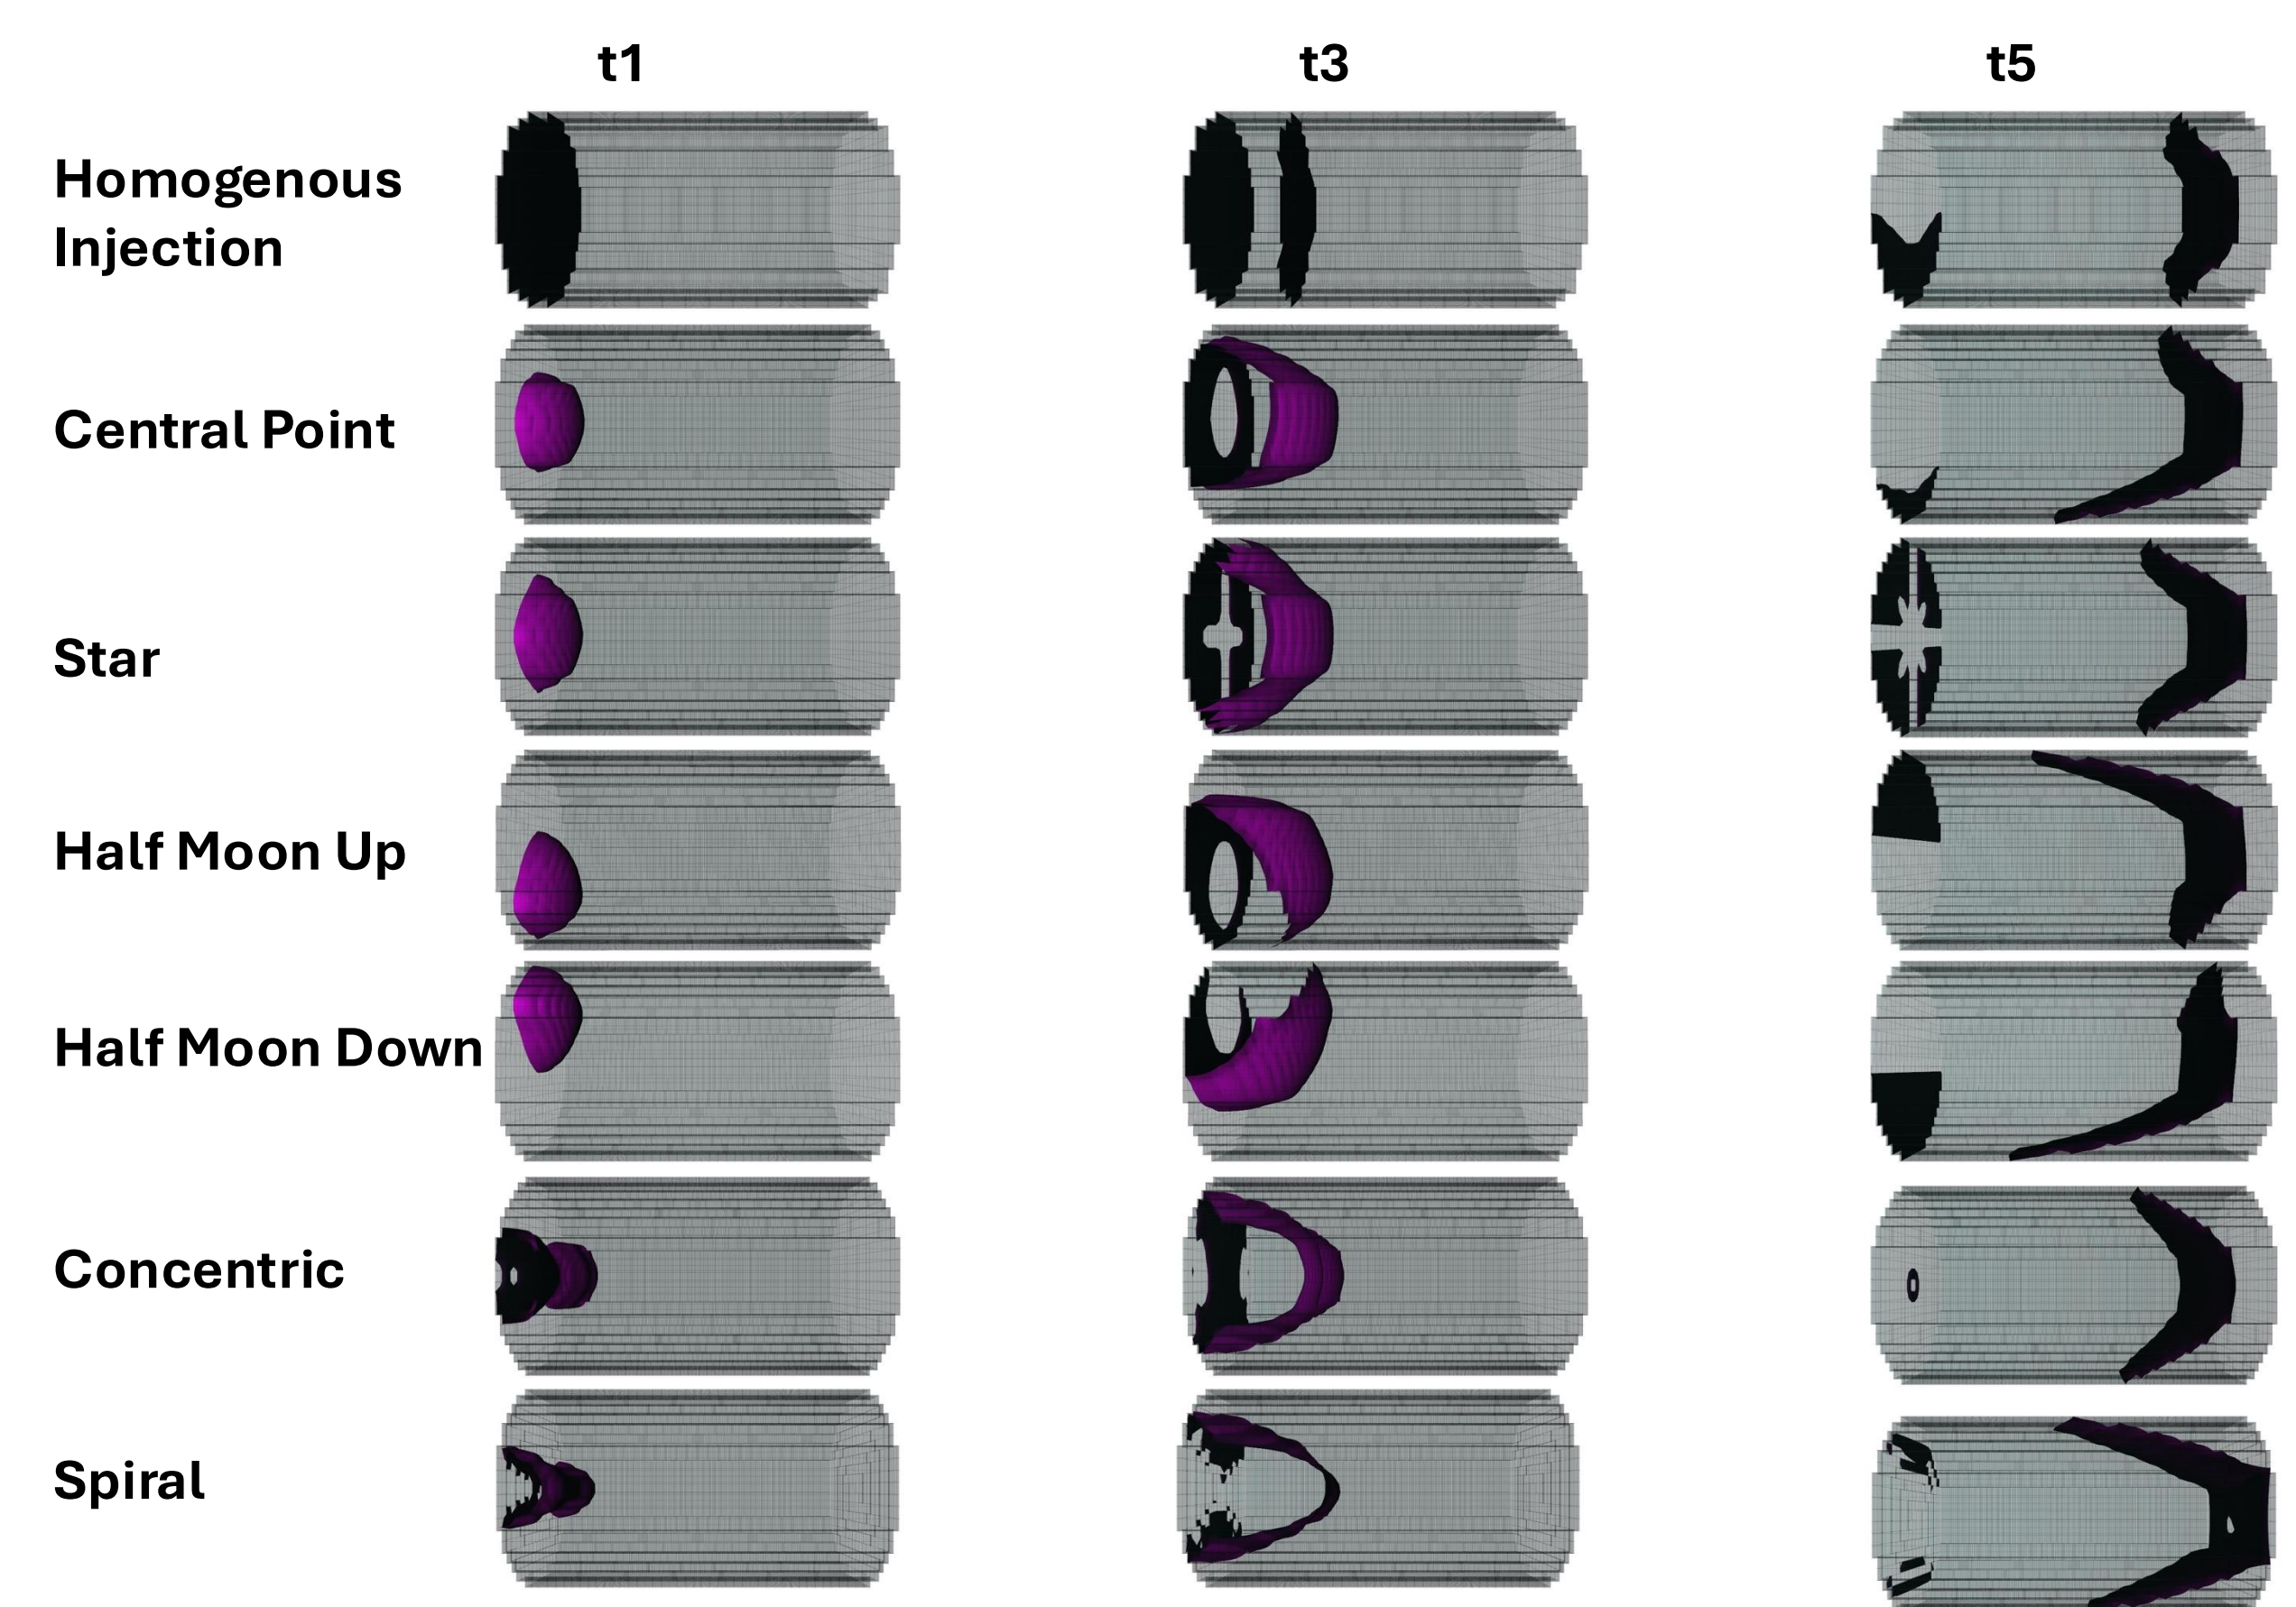 t1 t3 t5
Homogenous
Injection
Central Point
Star
Half Moon Up
Half Moon Down
Concentric
Spiral